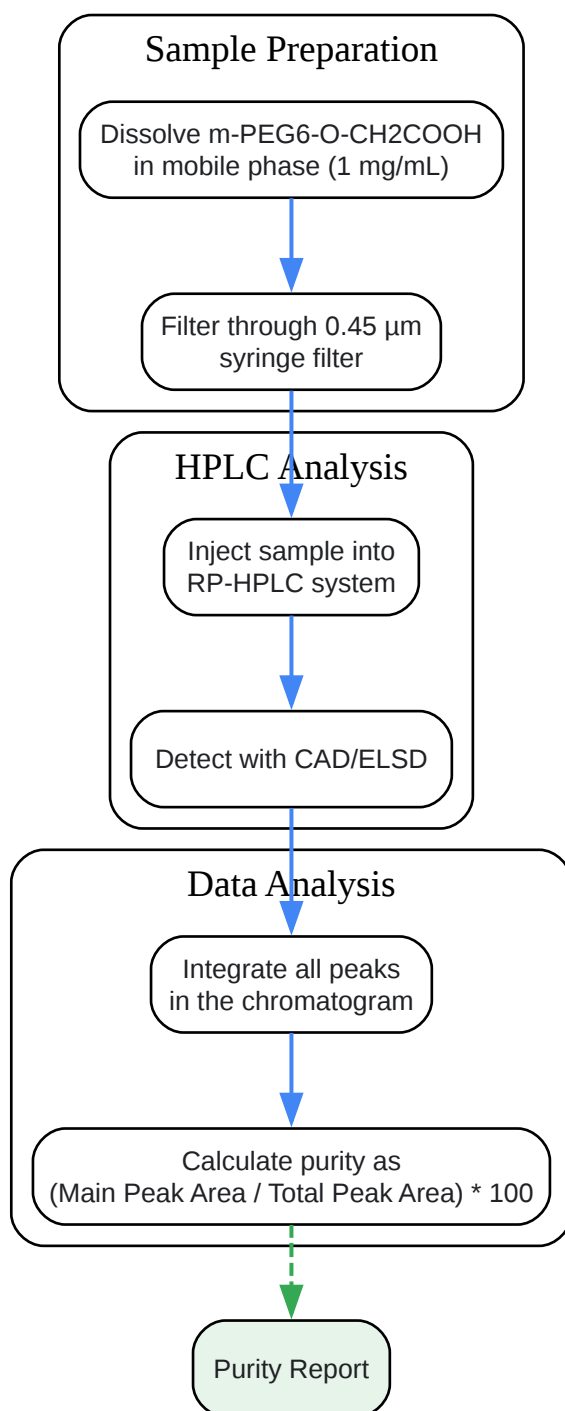 Sample Preparation
Dissolve m-PEG6-O-CH2COOH
in mobile phase (1 mg/mL)
Filter through 0.45 µm
syringe filter
HPLC Analysis
Inject sample into
RP-HPLC system
Detect with CAD/ELSD
Data Analysis
Integrate all peaks
in the chromatogram
Calculate purity as
(Main Peak Area / Total Peak Area) * 100
Purity Report